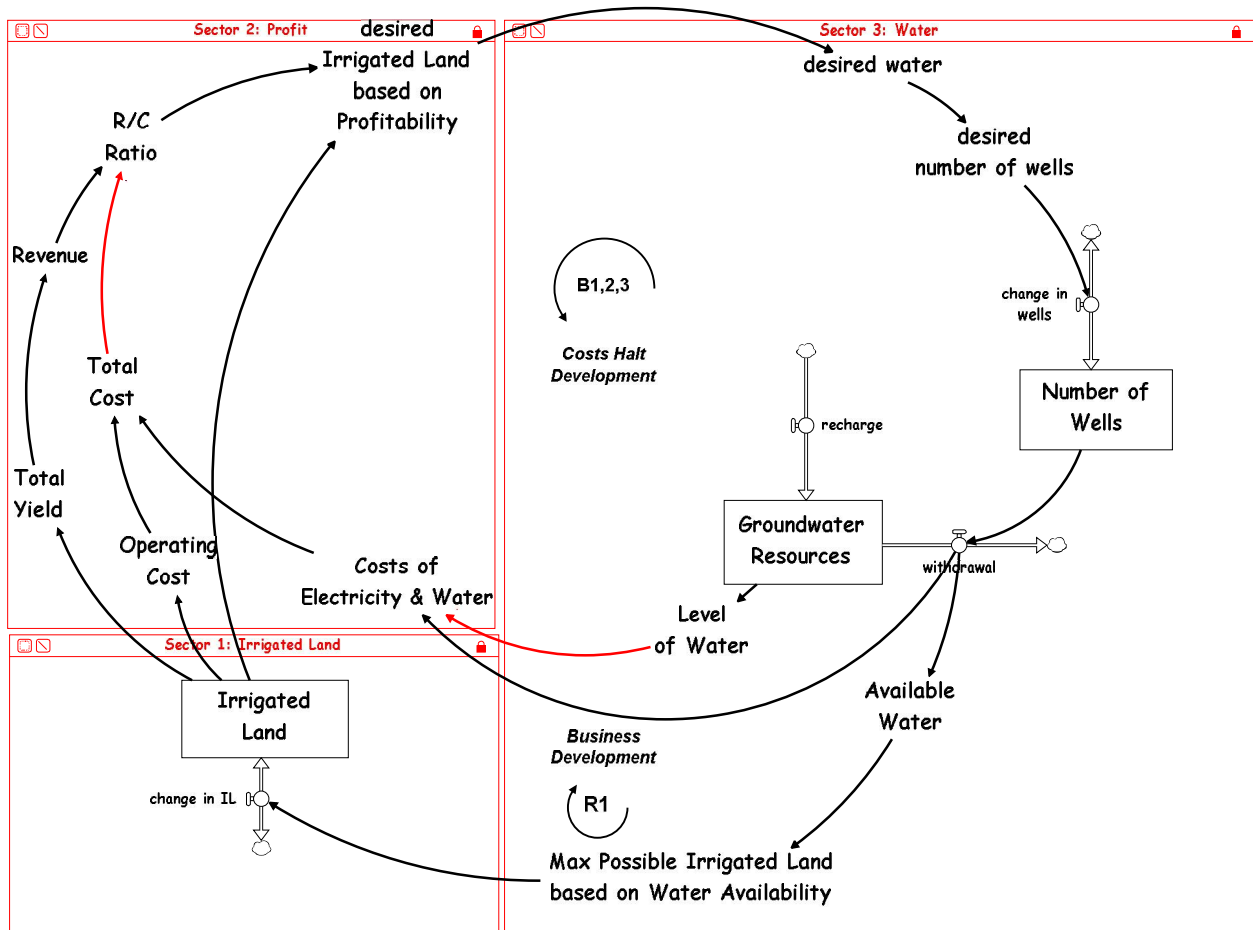 Sector 2: Profit
desired
Irrigated Land
based on
Profitability
R/C
Ratio
Revenue
Total
Cost
Total
Yield
Operating
Cost
Costs of
Electricity & Water
Sector 1: Irrigated Land
Irrigated
Land
change in IL
Sector 3: Water
desired water
desired
number of wells
change in
wells
B1,2,3
Costs Halt
Development
Number of
Wells
recharge
Groundwater
Resources
withdrawal
Level
of Water
Available
Water
Business
Development
R1
Max Possible Irrigated Land
based on Water Availability